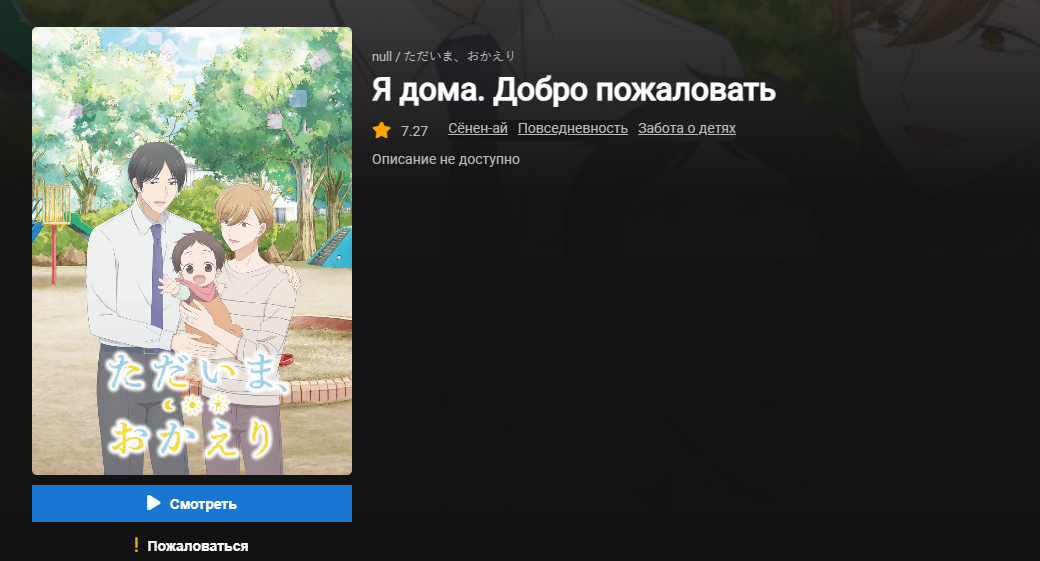 null / ただいま、おかえり
Я дома. Добро пожаловать
7.27 Сёнен-ай Повседневность Забота о детях
Описание не доступно
ただいま、
おかえり
Смотреть
Пожаловаться